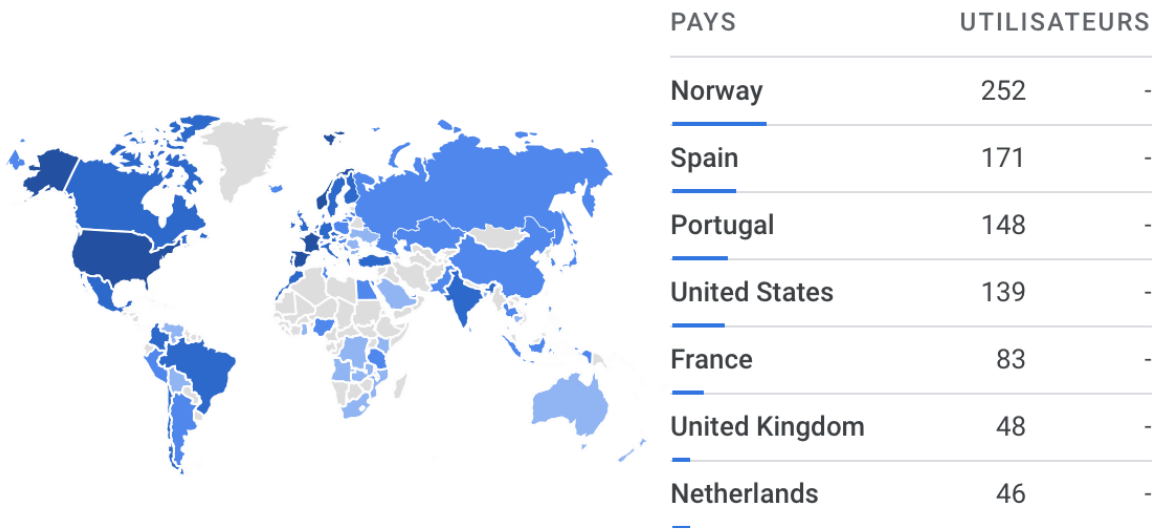 PAYS UTILISATEURS
Norway 252 -
Spain 171 -
Portugal 148 -
United States 139 -
France 83 -
United Kingdom 48 -
Netherlands 46 -